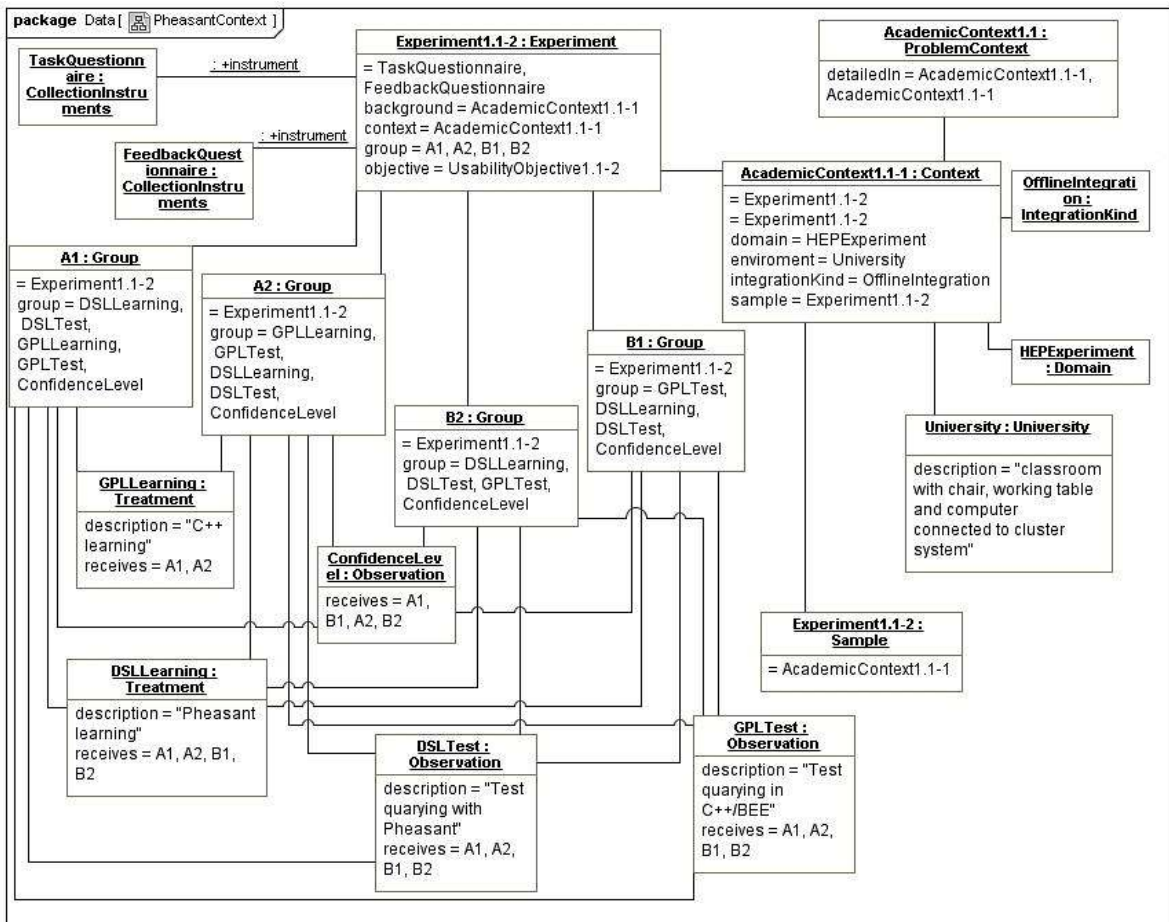 package Data[ PheasantContext ]
TaskQuestionn
aire :
CollectionInstru
ments
: +instrument
FeedbackQuest
ionnaire :
CollectionInstru
ments
: +instrument
Experiment1.1-2 : Experiment
= TaskQuestionnaire,
FeedbackQuestionnaire
background = AcademicContext1.1-1
context = AcademicContext1.1-1
group = A1, A2, B1, B2
objective = UsabilityObjective1.1-2
AcademicContext1.1 :
ProblemContext
detailedIn = AcademicContext1.1-1,
AcademicContext1.1-1
AcademicContext1.1-1 : Context
= Experiment1.1-2
= Experiment1.1-2
domain = HEPExperiment
enviroment = University
integrationKind = OfflineIntegration
sample = Experiment1.1-2
OfflineIntegrati
on :
IntegrationKind
HEPExperiment
: Domain
A1 : Group
= Experiment1.1-2
group = DSLLearning,
DSLTest,
GPLLearning,
GPLTest,
ConfidenceLevel
A2 : Group
= Experiment1.1-2
group = GPLLearning,
GPLTest,
DSLLearning,
DSLTest,
ConfidenceLevel
B1 : Group
= Experiment1.1-2
group = GPLTest,
DSLLearning,
DSLTest,
ConfidenceLevel
B2 : Group
= Experiment1.1-2
group = DSLLearning,
DSLTest, GPLTest,
ConfidenceLevel
University : University
description = "classroom
with chair, working table
and computer
connected to cluster
system"
GPLLearning :
Treatment
description = "C++
learning"
receives = A1, A2
ConfidenceLev
el : Observation
receives = A1,
B1, A2, B2
Experiment1.1-2 :
Sample
= AcademicContext1.1-1
DSLLearning :
Treatment
description = "Pheasant
learning"
receives = A1, A2, B1,
B2
DSLTest :
Observation
description = "Test
quarying with
Pheasant"
receives = A1, A2,
B1, B2
GPLTest :
Observation
description = "Test
quarying in
C++/BEE"
receives = A1, A2,
B1, B2